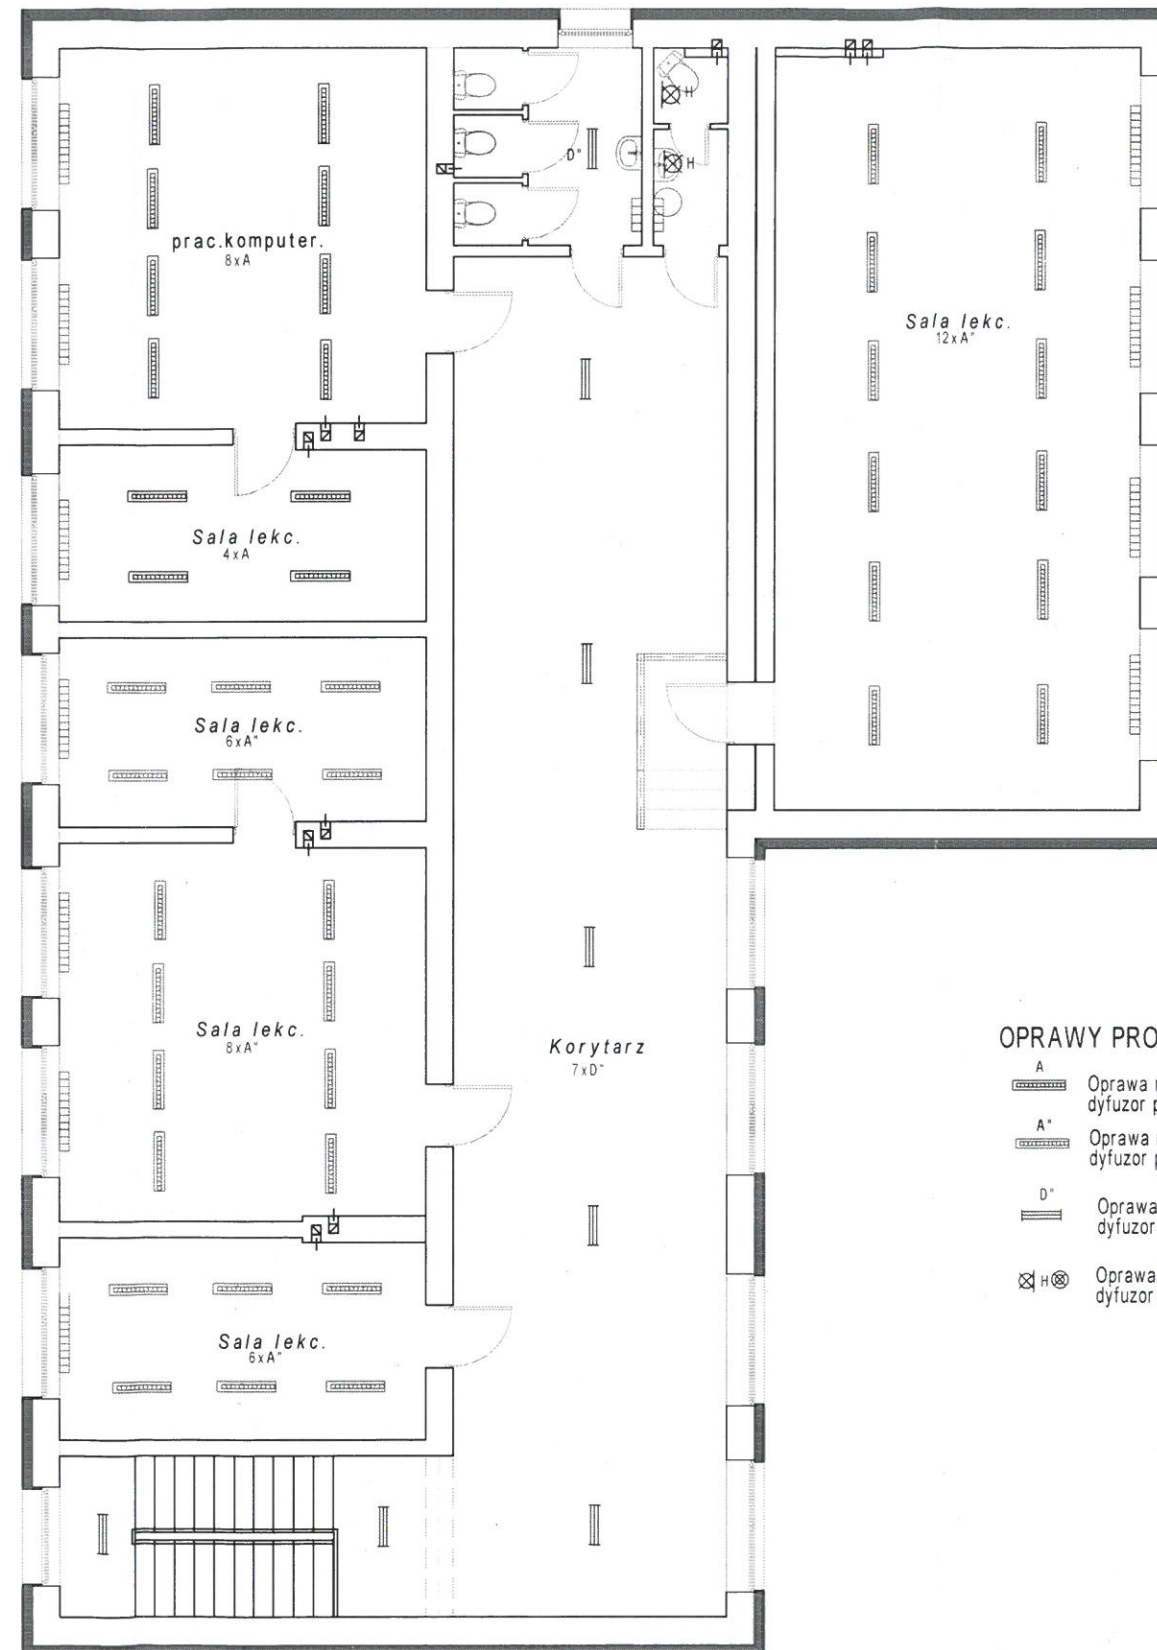 H
D"
H
prac.komputer.
8xA
Sala lekc.
12xA"
Sala lekc.
4xA
Sala lekc.
6xA"
Sala lekc.
8xA"
Korytarz
7xD"
Sala lekc.
6xA"
OPRAWY PRO
A
Oprawa
dyfuzor p
A"
Oprawa
dyfuzor p
D"
Oprawa
dyfuzor
H
Oprawa
dyfuzor